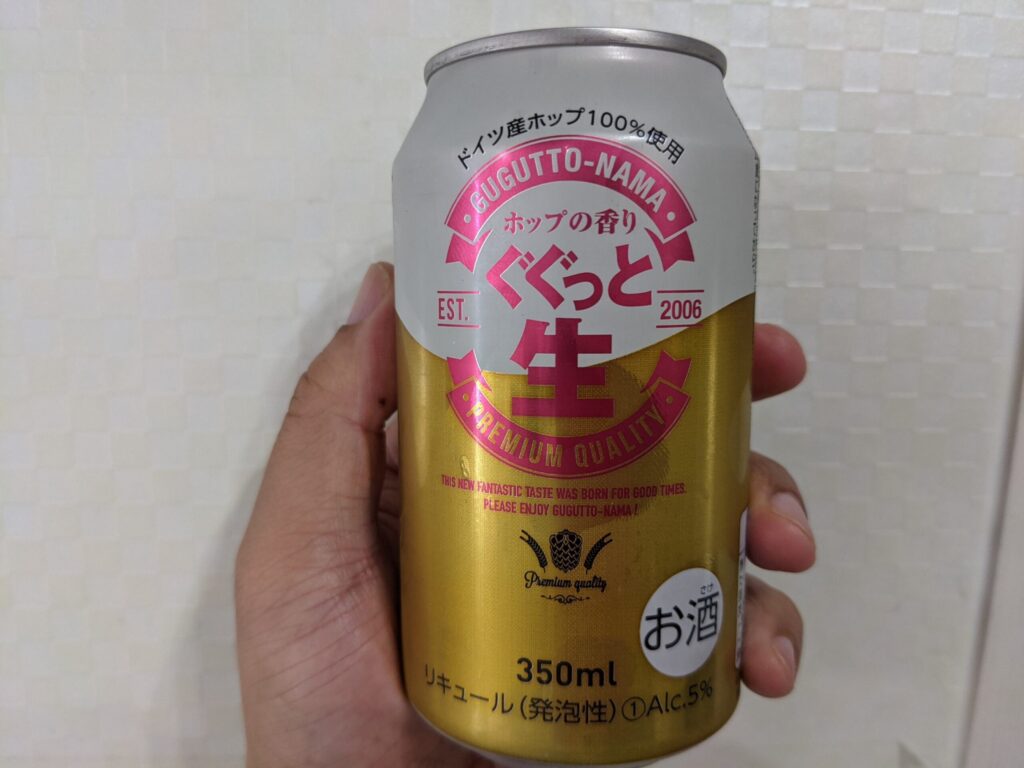 ドイツ産ホップ100%使用
GUGUTTO-NAMA
ホップの香り
ぐぐっと
EST.
2006
生
PREMIUM QUALITY
THIS NEW FANTASTIC TASTE WAS BORN FOR GOOD TIMES.
PLEASE ENJOY GUGUTTO-NAMA!
Premium quality
さけ
お酒
350ml
リキュール(発泡性)①Alc.5%